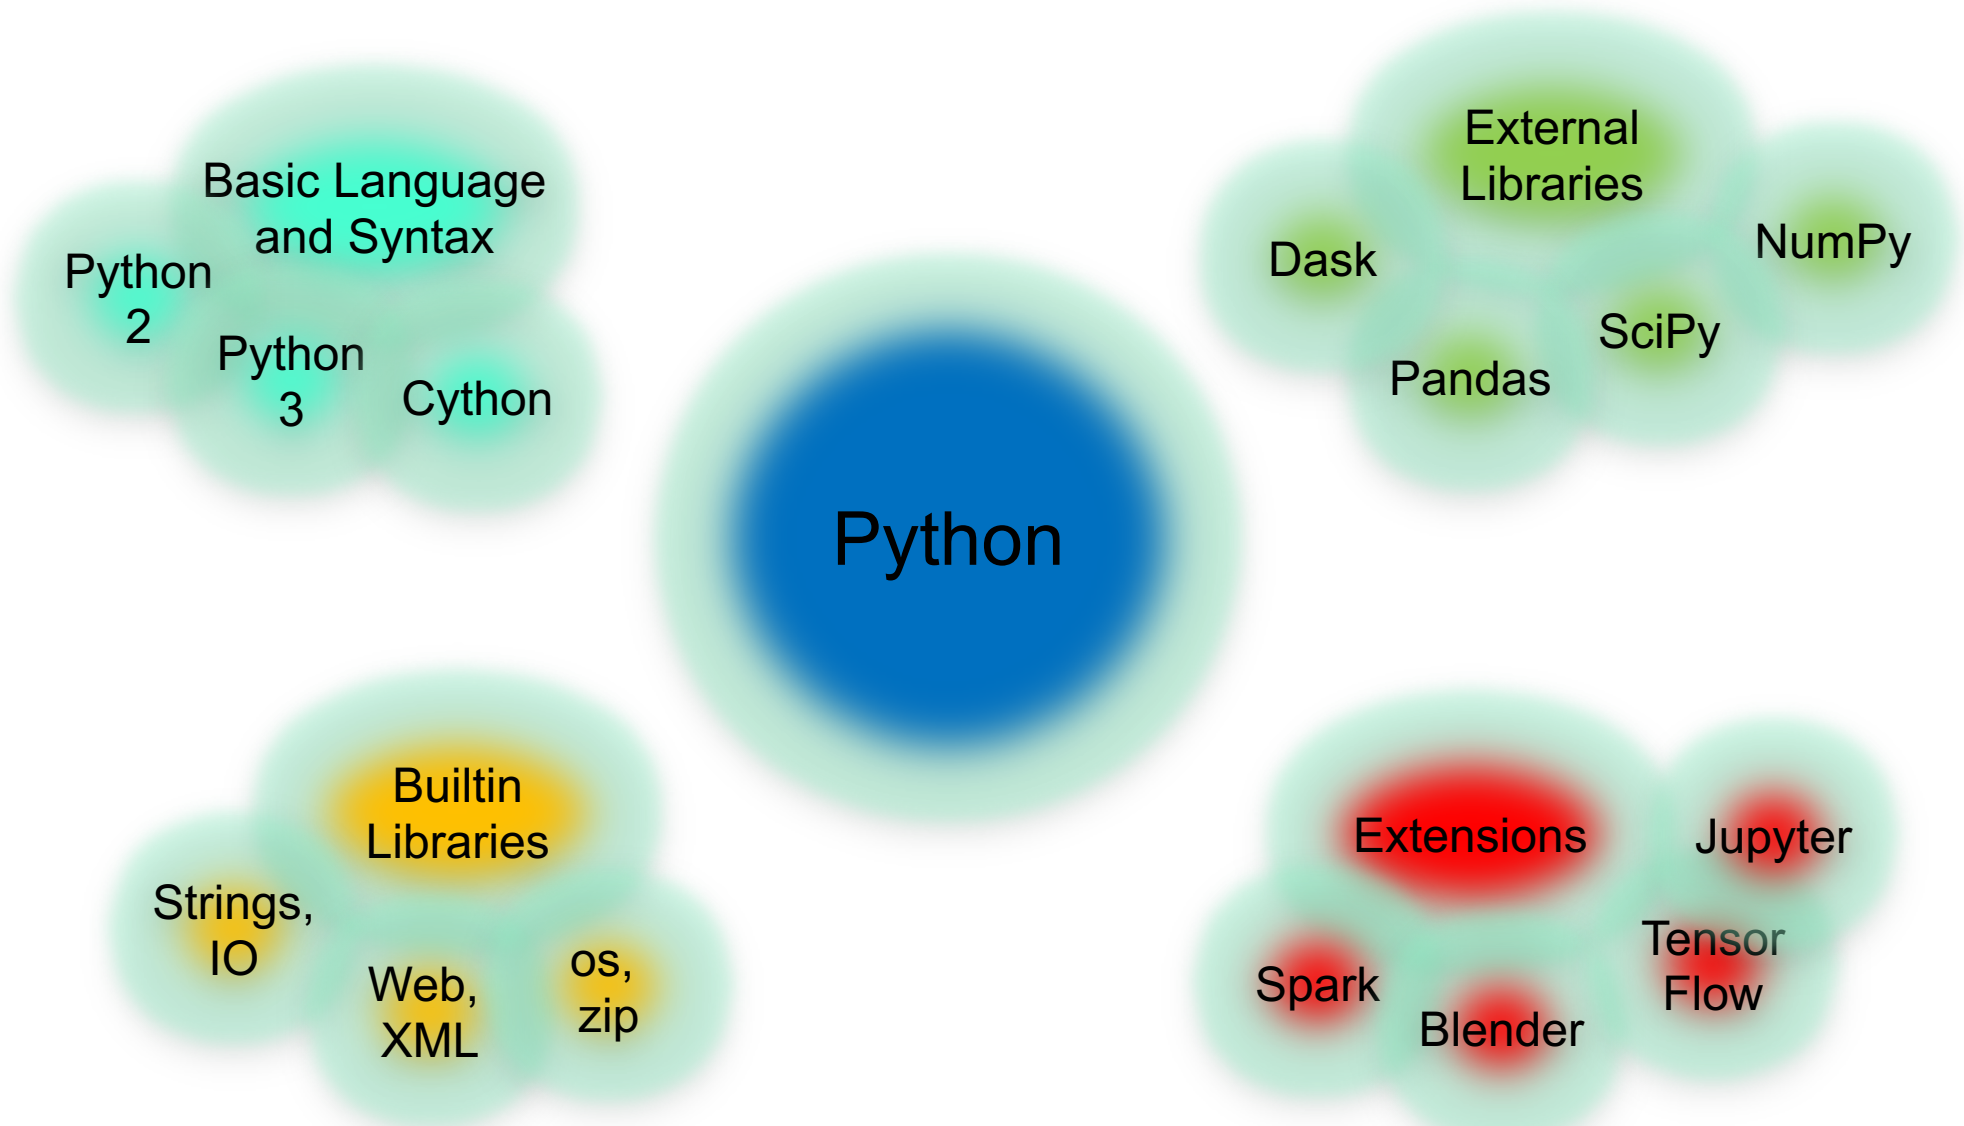 Basic Language
and Syntax
Python
2
Python
3
Cython
External
Libraries
Dask
Pandas
SciPy
NumPy
Python
Builtin
Libraries
Strings,
IO
Web,
XML
os,
zip
Extensions
Jupyter
Spark
Blender
Tensor
Flow